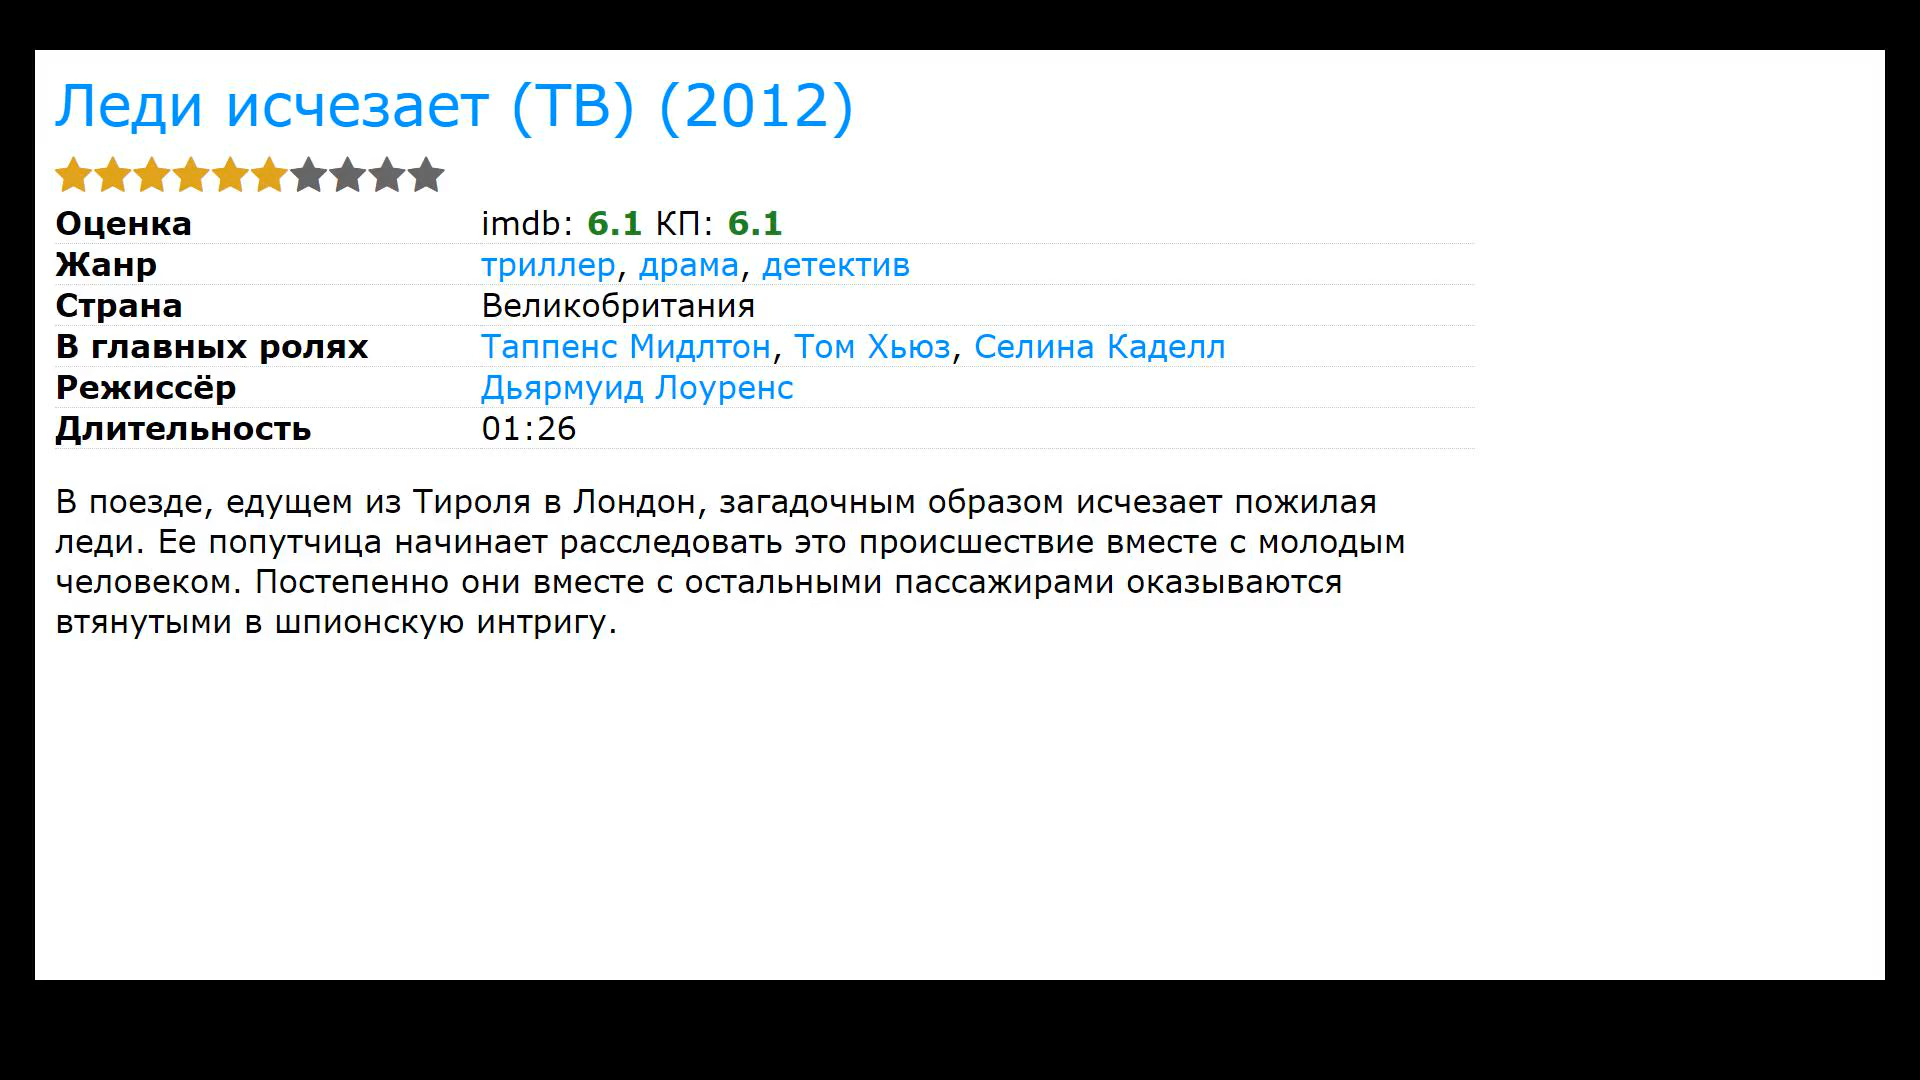 Леди исчезает (ТВ) (2012)
Оценка imdb: 6.1 КП: 6.1
Жанр триллер, драма, детектив
Страна Великобритания
В главных ролях Таппенс Мидлтон, Том Хьюз, Селина Каделл
Режиссёр Дьярмуид Лоуренс
Длительность 01:26
В поезде, едущем из Тироля в Лондон, загадочным образом исчезает пожилая
леди. Ее попутчица начинает расследовать это происшествие вместе с молодым
человеком. Постепенно они вместе с остальными пассажирами оказываются
втянутыми в шпионскую интригу.